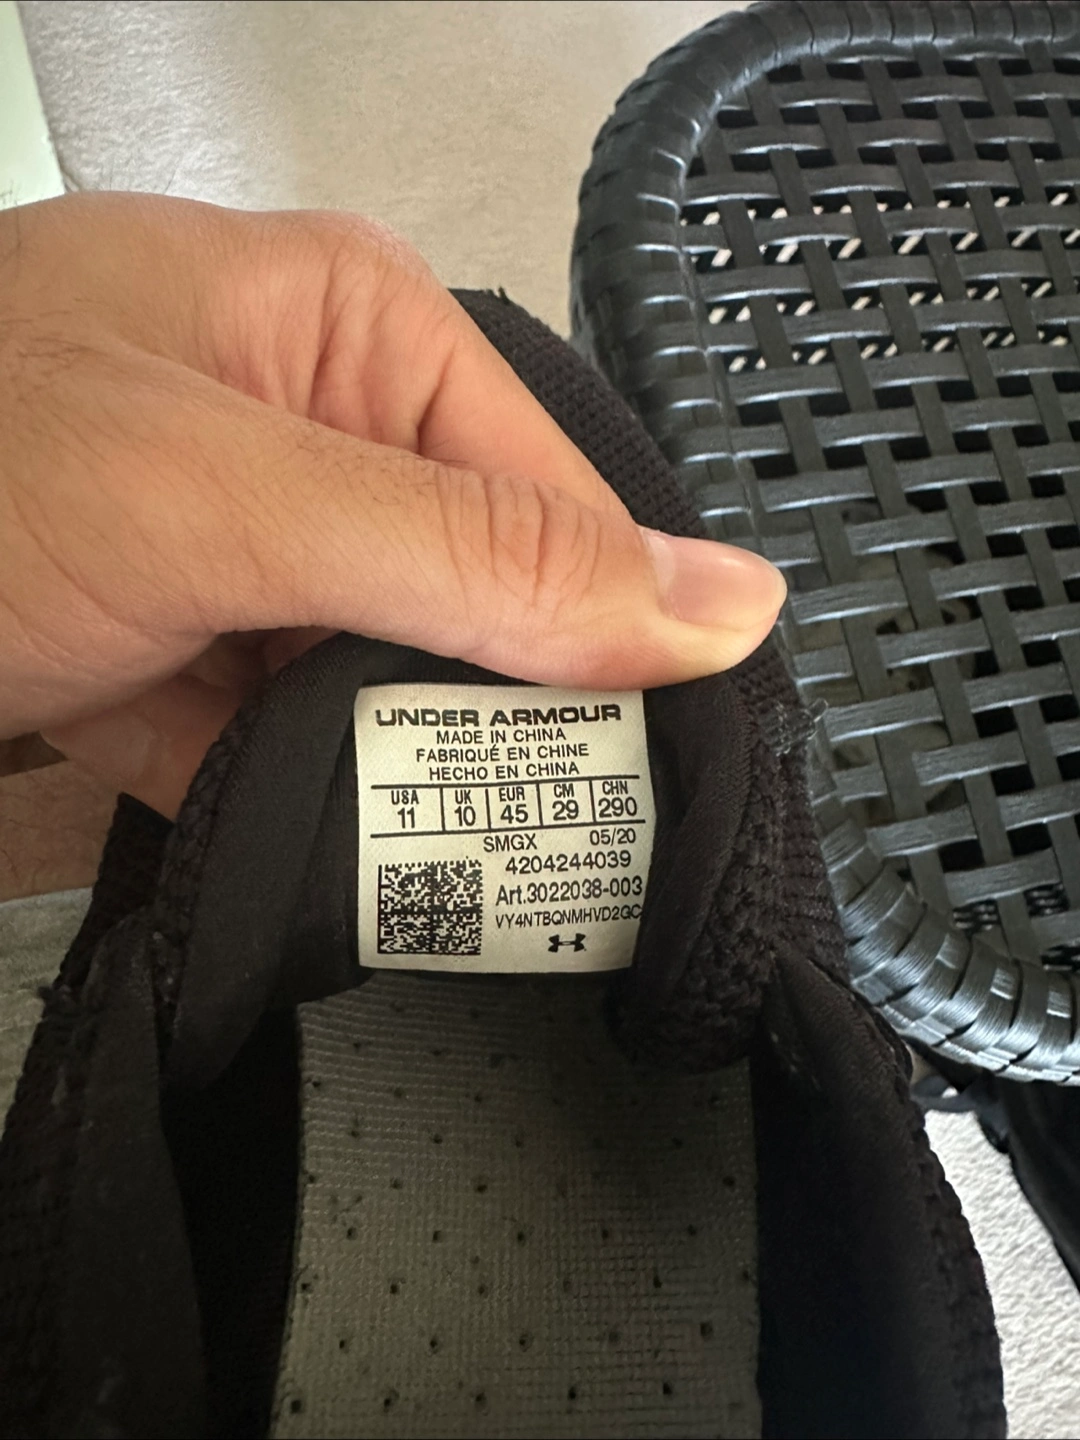 UNDER ARMOUR
MADE IN CHINA
FABRIQUÉ EN CHINE
HECHO EN CHINA
USA UK EUR CM CHN
11 10 45 29 290
SMGX 05/20
4204244039
Art.3022038-003
VY4NTBQNMHVD2GC